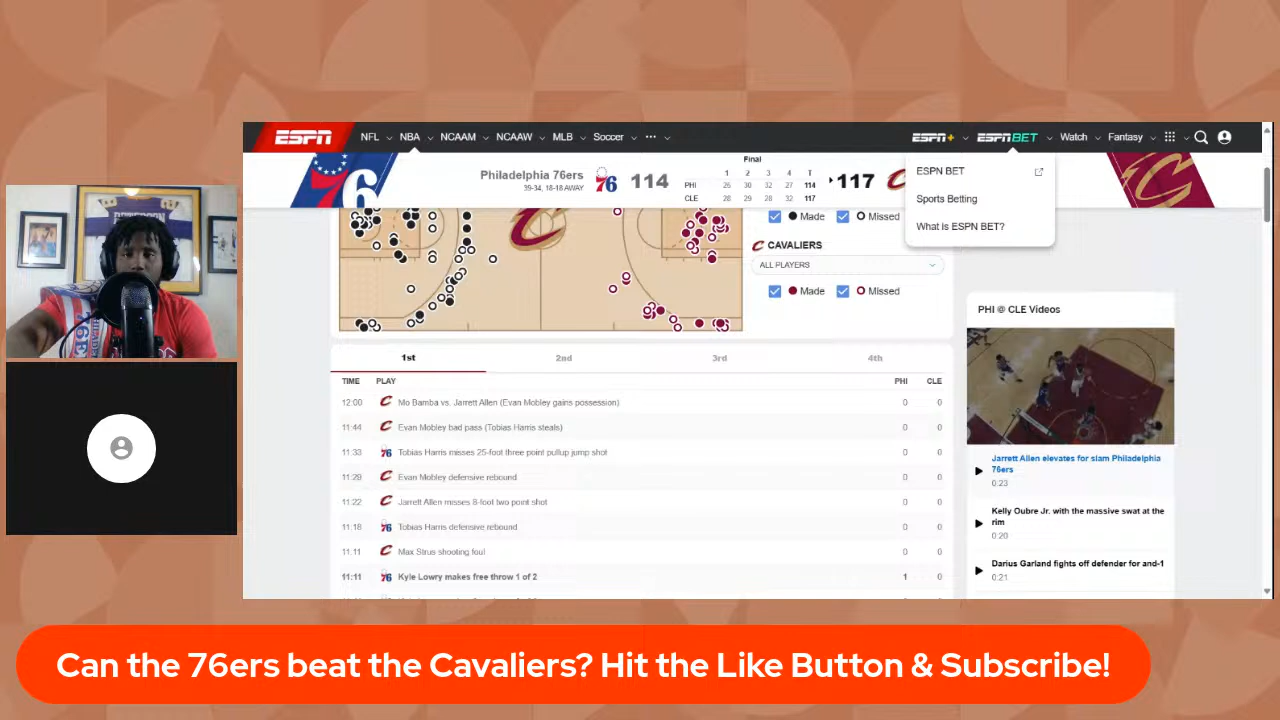 ESPN NFL NBA NCAAM NCAAW MLB Soccer ... ESPN+ ESPN BET Watch Fantasy
ESPN BET
Sports Betting
What is ESPN BET?
Philadelphia 76ers
39-34, 18-18 AWAY
76
114
Final
1 2 3 4 T
PHI 26 30 32 27 114
CLE 28 29 28 32 117
117
Made Missed
CAVALIERS
ALL PLAYERS
Made Missed
1st 2nd 3rd 4th
TIME PLAY PHI CLE
12:00 Mo Bamba vs. Jarrett Allen (Evan Mobley gains possession) 0 0
11:44 Evan Mobley bad pass (Tobias Harris steals) 0 0
11:33 Tobias Harris misses 25-foot three point pullup jump shot 0 0
11:29 Evan Mobley defensive rebound 0 0
11:22 Jarrett Allen misses 8-foot two point shot 0 0
11:18 Tobias Harris defensive rebound 0 0
11:11 Max Strus shooting foul 0 0
11:11 Kyle Lowry makes free throw 1 of 2 1 0
PHI @ CLE Videos
Jarrett Allen elevates for slam Philadelphia
76ers
0:23
Kelly Oubre Jr. with the massive swat at the
rim
0:20
Darius Garland fights off defender for and-1
0:21
Can the 76ers beat the Cavaliers? Hit the Like Button & Subscribe!